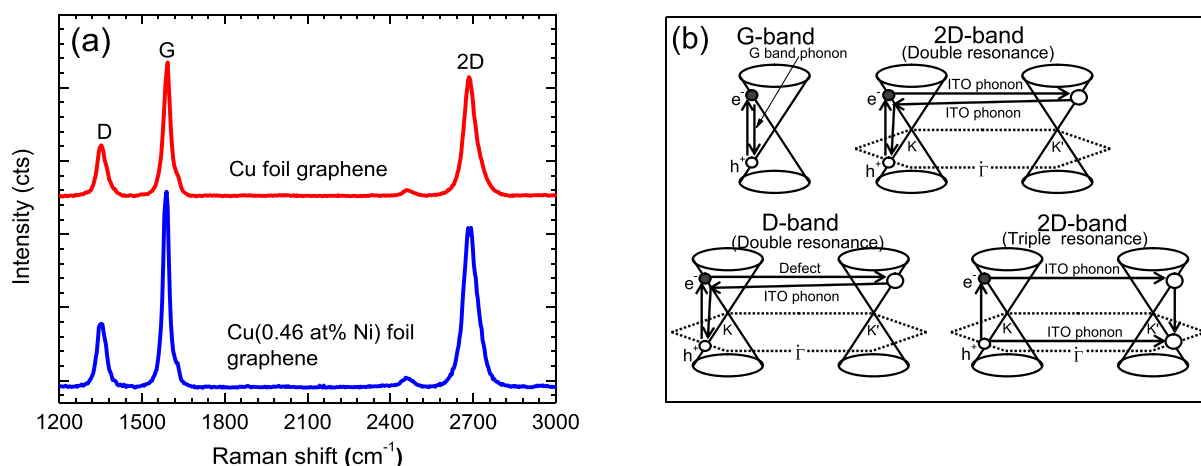 (a)
D
G
2D
Cu foil graphene
Cu(0.46 at% Ni) foil
graphene
Intensity (cts)
1200 1500 1800 2100 2400 2700 3000
Raman shift (cm⁻¹)
(b)
G-band
G band phonon
e⁻
h⁺
2D-band
(Double resonance)
ITO phonon
e⁻
ITO phonon
K
K'
h⁺
Γ
D-band
(Double resonance)
Defect
e⁻
ITO phonon
K
K'
h⁺
Γ
2D-band
(Triple resonance)
ITO phonon
e⁻
K
K'
ITO phonon
h⁺
Γ